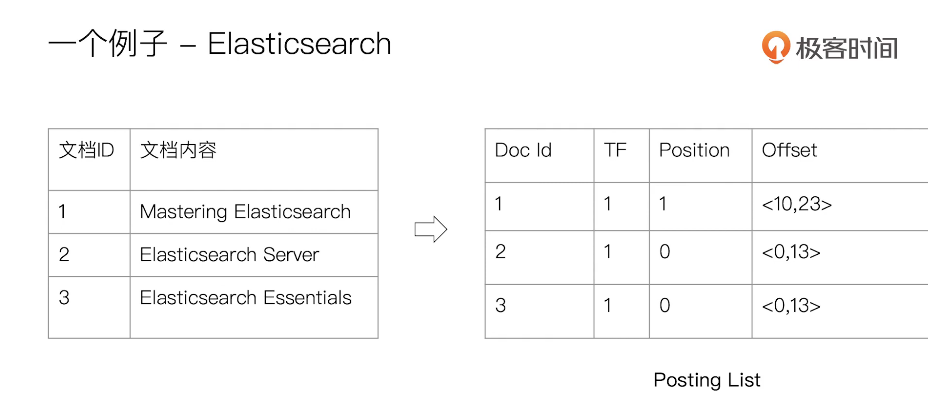 一个例子 – Elasticsearch
极客时间
文档ID 文档内容
1 Mastering Elasticsearch
2 Elasticsearch Server
3 Elasticsearch Essentials
Doc Id TF Position Offset
1 1 1 <10,23>
2 1 0 <0,13>
3 1 0 <0,13>
Posting List